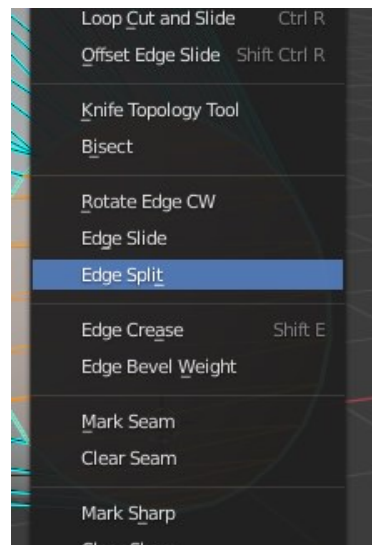 Loop Cut and Slide Ctrl R
Offset Edge Slide Shift Ctrl R
Knife Topology Tool
Bisect
Rotate Edge CW
Edge Slide
Edge Split
Edge Crease Shift E
Edge Bevel Weight
Mark Seam
Clear Seam
Mark Sharp